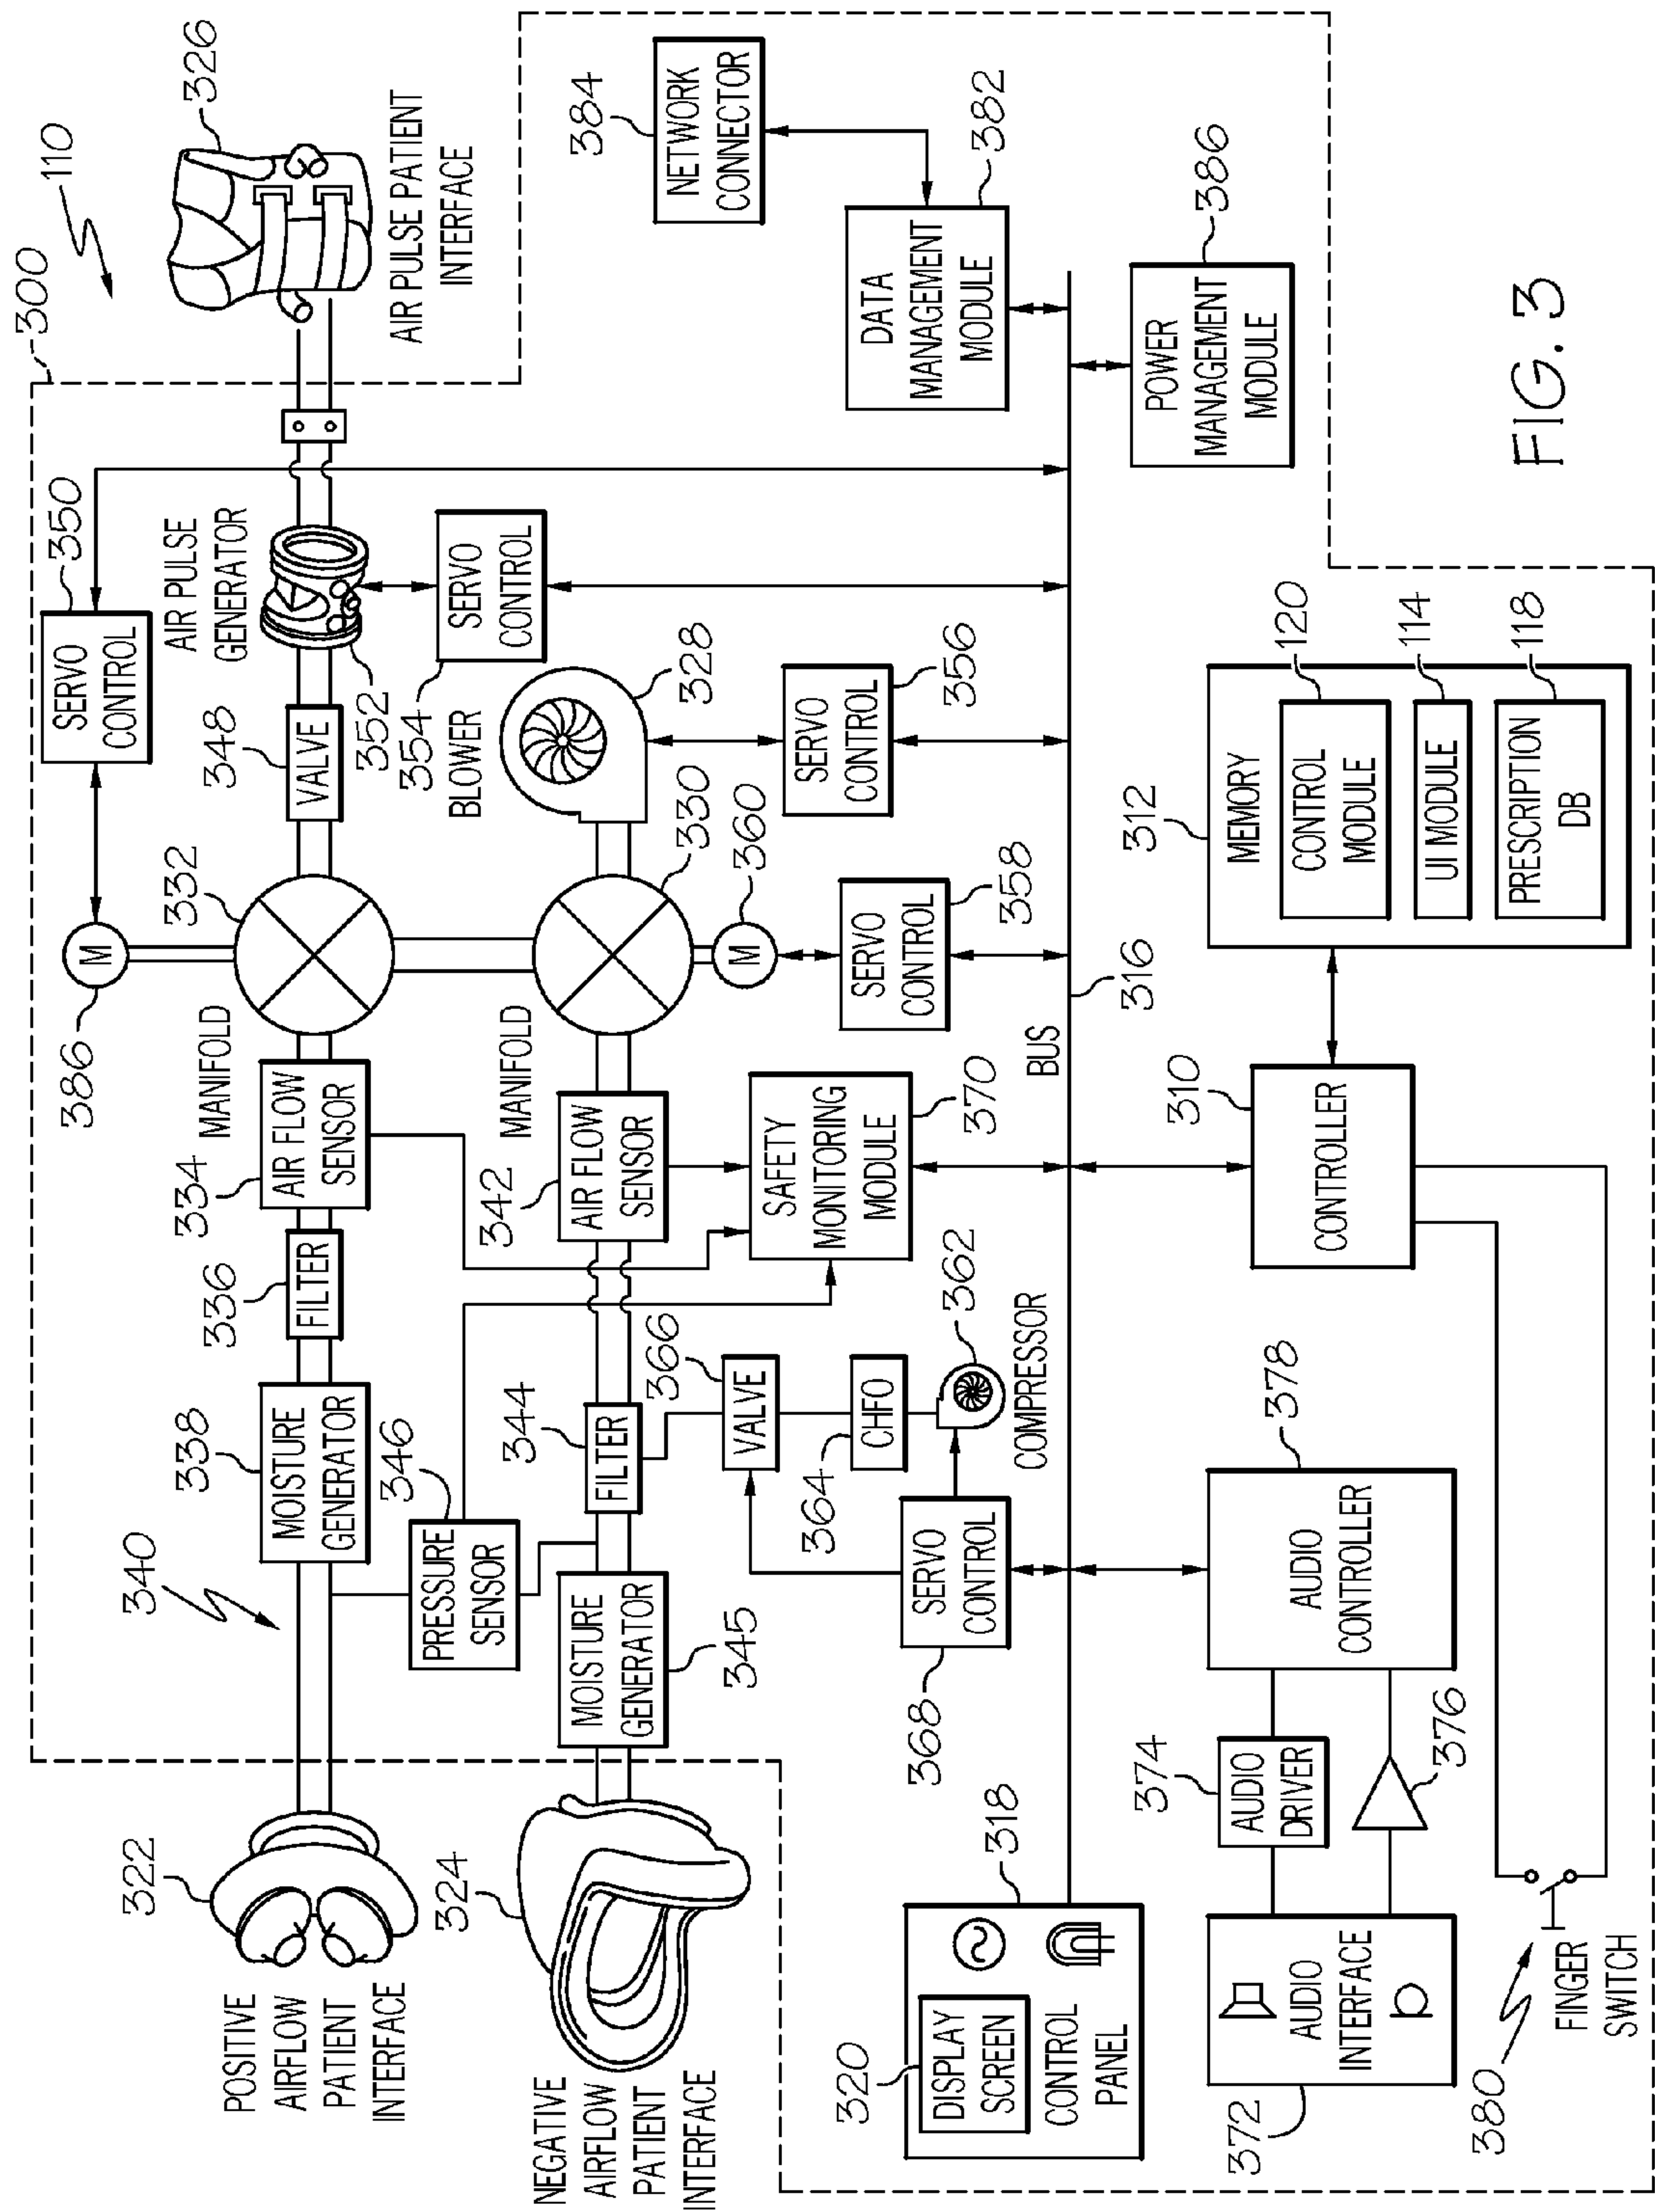 300
110
326
AIR PULSE PATIENT
INTERFACE
350
SERVO
CONTROL
AIR PULSE
GENERATOR
348
VALVE
352
354
SERVO
CONTROL
BLOWER
328
356
SERVO
CONTROL
M
386
332
MANIFOLD
330
MANIFOLD
360
M
358
SERVO
CONTROL
334
AIR FLOW
SENSOR
336
FILTER
338
MOISTURE
GENERATOR
340
322
POSITIVE
AIRFLOW
PATIENT
INTERFACE
342
AIR FLOW
SENSOR
344
FILTER
346
PRESSURE
SENSOR
345
MOISTURE
GENERATOR
324
NEGATIVE
AIRFLOW
PATIENT
INTERFACE
370
SAFETY
MONITORING
MODULE
366
VALVE
364
CHFO
362
COMPRESSOR
368
SERVO
CONTROL
BUS
316
384
NETWORK
CONNECTOR
382
DATA
MANAGEMENT
MODULE
386
POWER
MANAGEMENT
MODULE
318
320
DISPLAY
SCREEN
CONTROL
PANEL
312
MEMORY
120
CONTROL
MODULE
114
UI MODULE
118
PRESCRIPTION
DB
310
CONTROLLER
378
AUDIO
CONTROLLER
374
AUDIO
DRIVER
376
372
AUDIO
INTERFACE
380
FINGER
SWITCH
FIG. 3